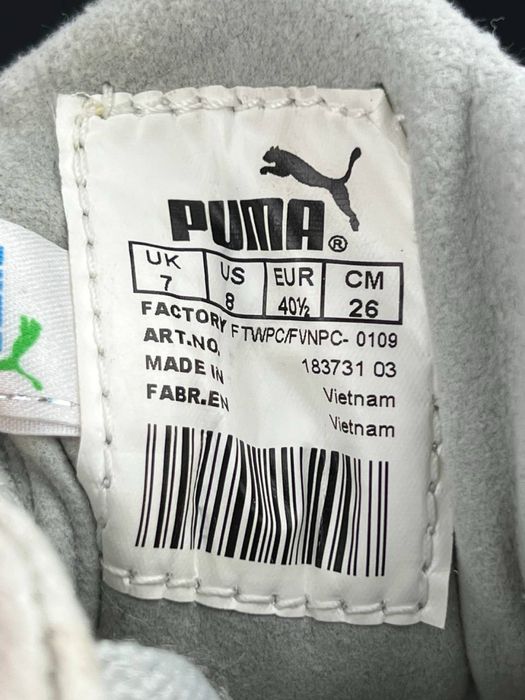 PUMA®
UK US EUR CM
7 8 40½ 26
FACTORY FTWPC/FVNPC- 0109
ART.NO. 183731 03
MADE IN Vietnam
FABR.EN Vietnam